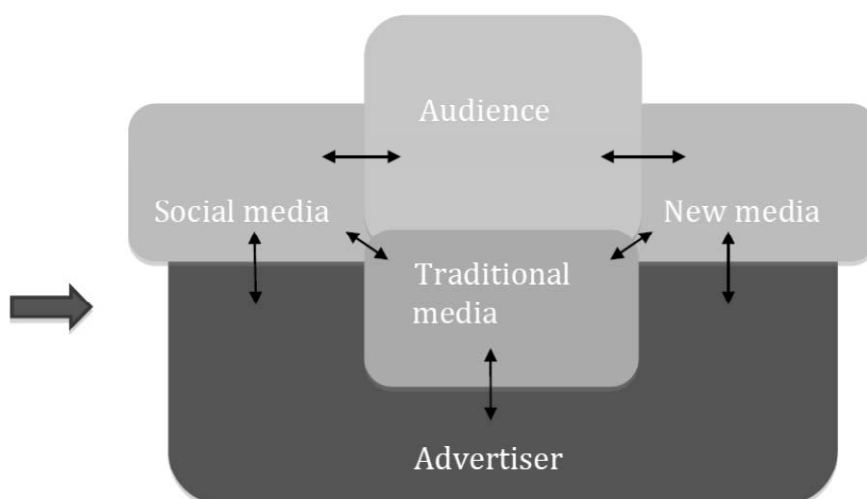 Audience
Social media
New media
Traditional
media
Advertiser